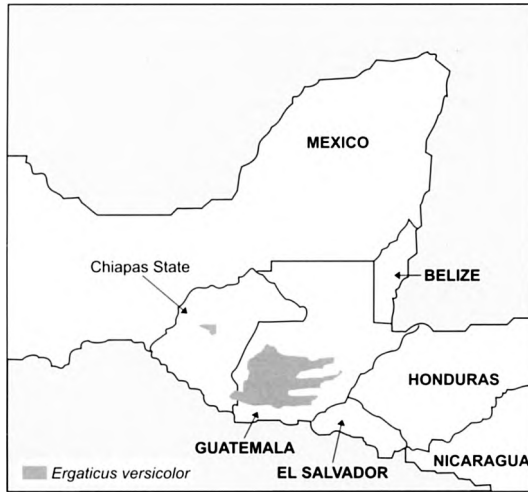 MEXICO
Chiapas State
BELIZE
HONDURAS
GUATEMALA
EL SALVADOR
NICARAGUA
Ergaticus versicolor